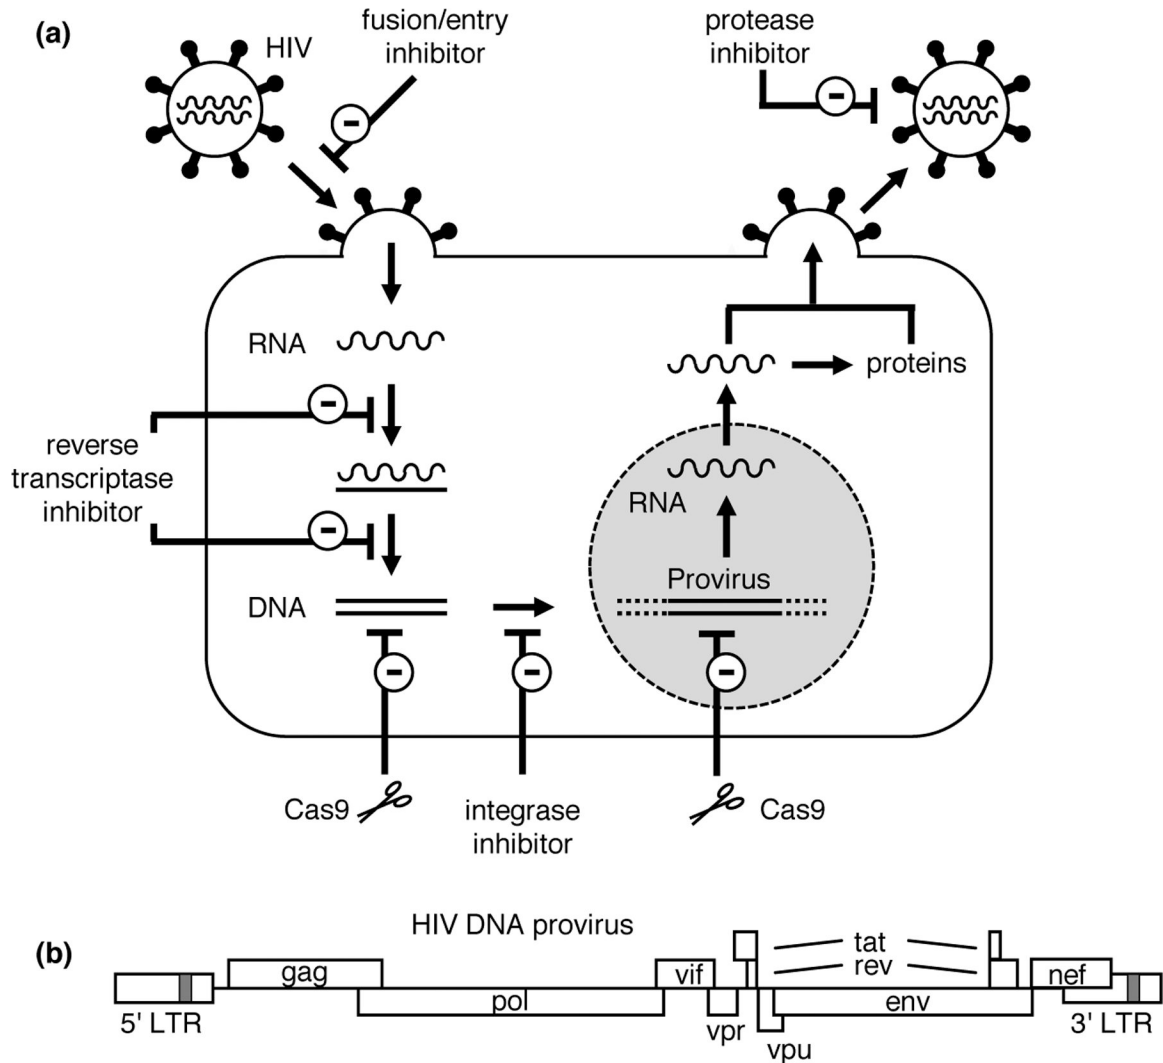 (a)
HIV
fusion/entry
inhibitor
protease
inhibitor
-
-
RNA
proteins
-
reverse
transcriptase
inhibitor
RNA
-
Provirus
DNA
-
-
-
Cas9
integrase
inhibitor
Cas9
(b)
HIV DNA provirus
tat
rev
gag
vif
nef
pol
env
5' LTR
vpr
vpu
3' LTR